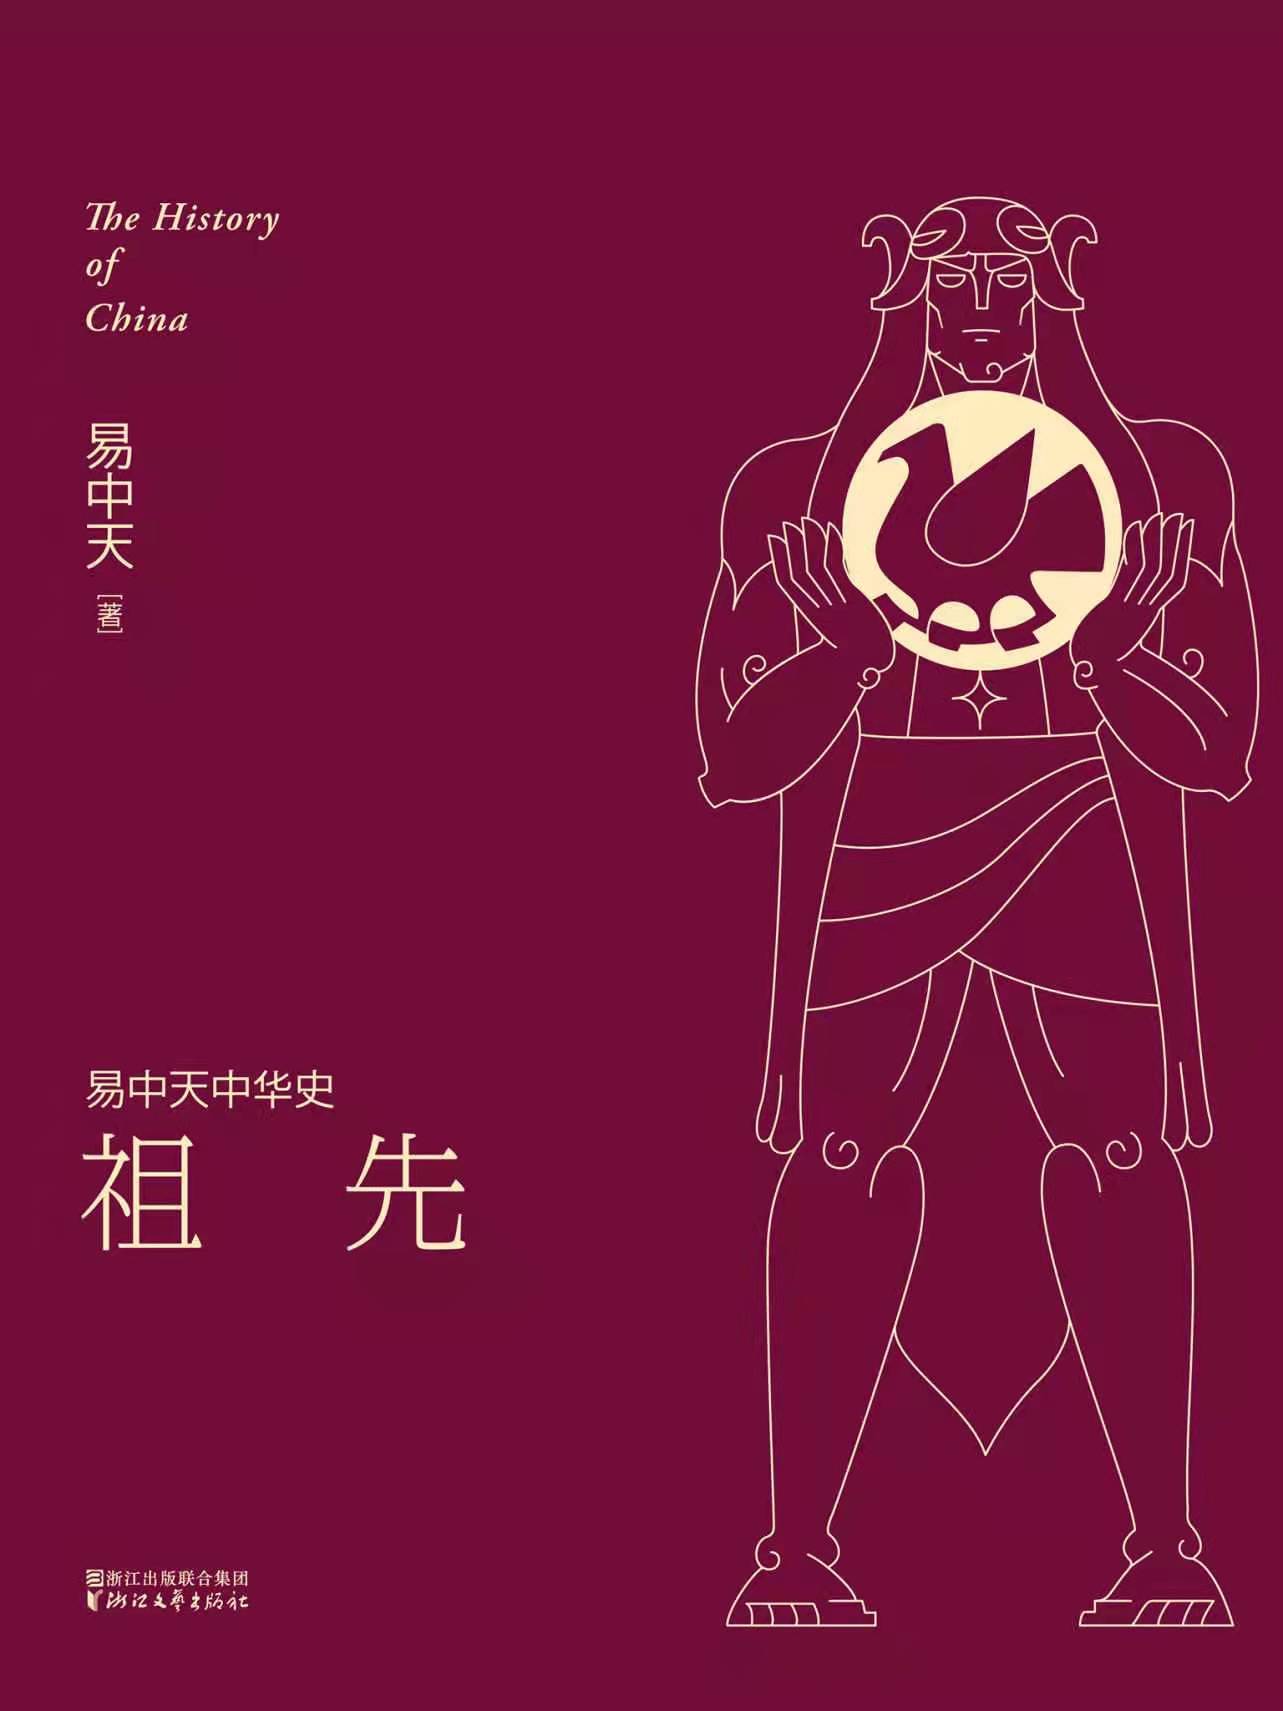 The History
of
China
易中天
[著]
易中天中华史
祖先
浙江出版联合集团
浙江文艺出版社